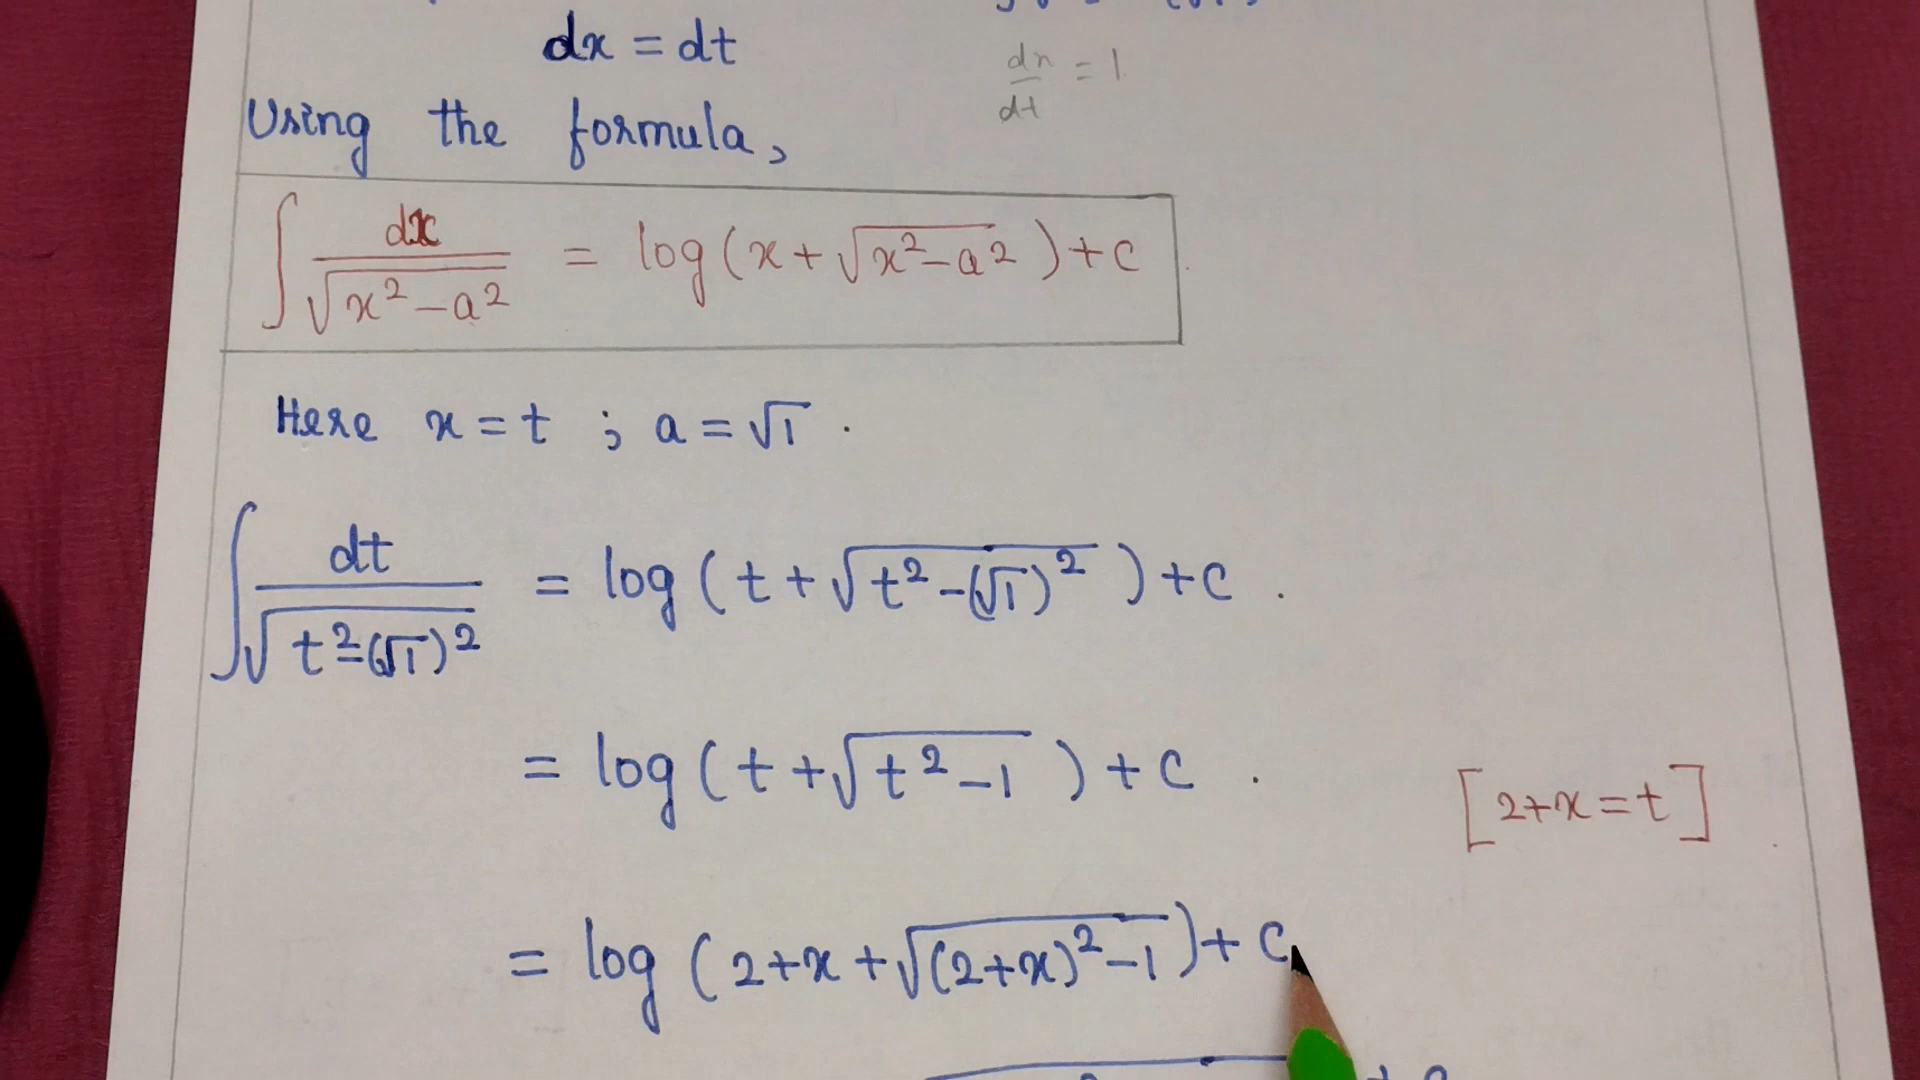 dx = dt
dx/dt = 1
Using the formula,
∫ dx/√(x²-a²) = log(x+√(x²-a²))+c
Here x=t ; a=√1 .
∫ dt/√(t²-(√1)²) = log(t+√(t²-(√1)²))+c .
= log(t+√(t²-1))+c .
[2+x=t]
= log(2+x+√((2+x)²-1))+c